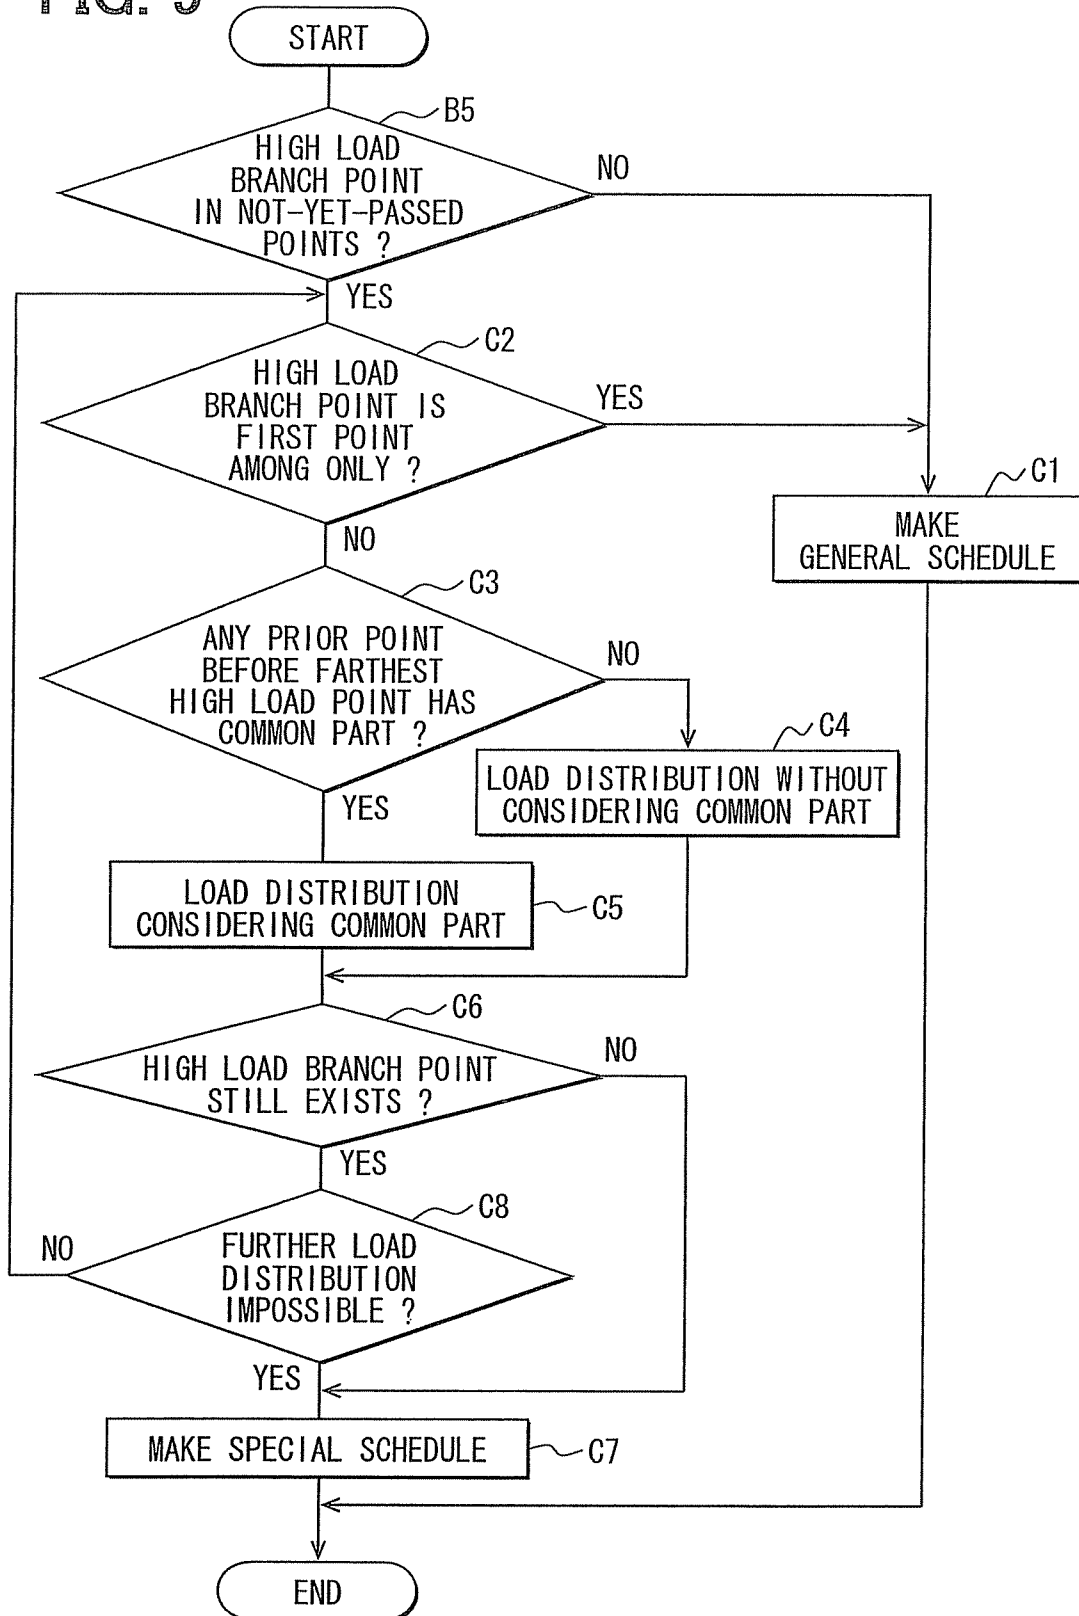 FIG. 9
START
B5
HIGH LOAD
BRANCH POINT
IN NOT-YET-PASSED
POINTS ?
NO
YES
C2
HIGH LOAD
BRANCH POINT IS
FIRST POINT
AMONG ONLY ?
YES
C1
MAKE
GENERAL SCHEDULE
NO
C3
ANY PRIOR POINT
BEFORE FARTHEST
HIGH LOAD POINT HAS
COMMON PART ?
NO
C4
LOAD DISTRIBUTION WITHOUT
CONSIDERING COMMON PART
YES
LOAD DISTRIBUTION
CONSIDERING COMMON PART
C5
C6
HIGH LOAD BRANCH POINT
STILL EXISTS ?
NO
YES
C8
NO
FURTHER LOAD
DISTRIBUTION
IMPOSSIBLE ?
YES
MAKE SPECIAL SCHEDULE
C7
END